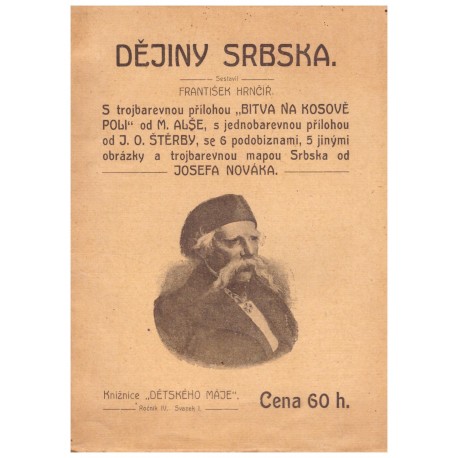 DĚJINY SRBSKA.
Sestavil
FRANTIŠEK HRNČÍŘ.
S trojbarevnou přílohou „BITVA NA KOSOVĚ
POLI" od M. ALŠE, s jednobarevnou přílohou
od J. O. ŠTĚRBY, se 6 podobiznami, 5 jinými
obrázky a trojbarevnou mapou Srbska od
JOSEFA NOVÁKA.
Knižnice „DĚTSKÉHO MÁJE".
Ročník IV. Svazek I.
Cena 60 h.